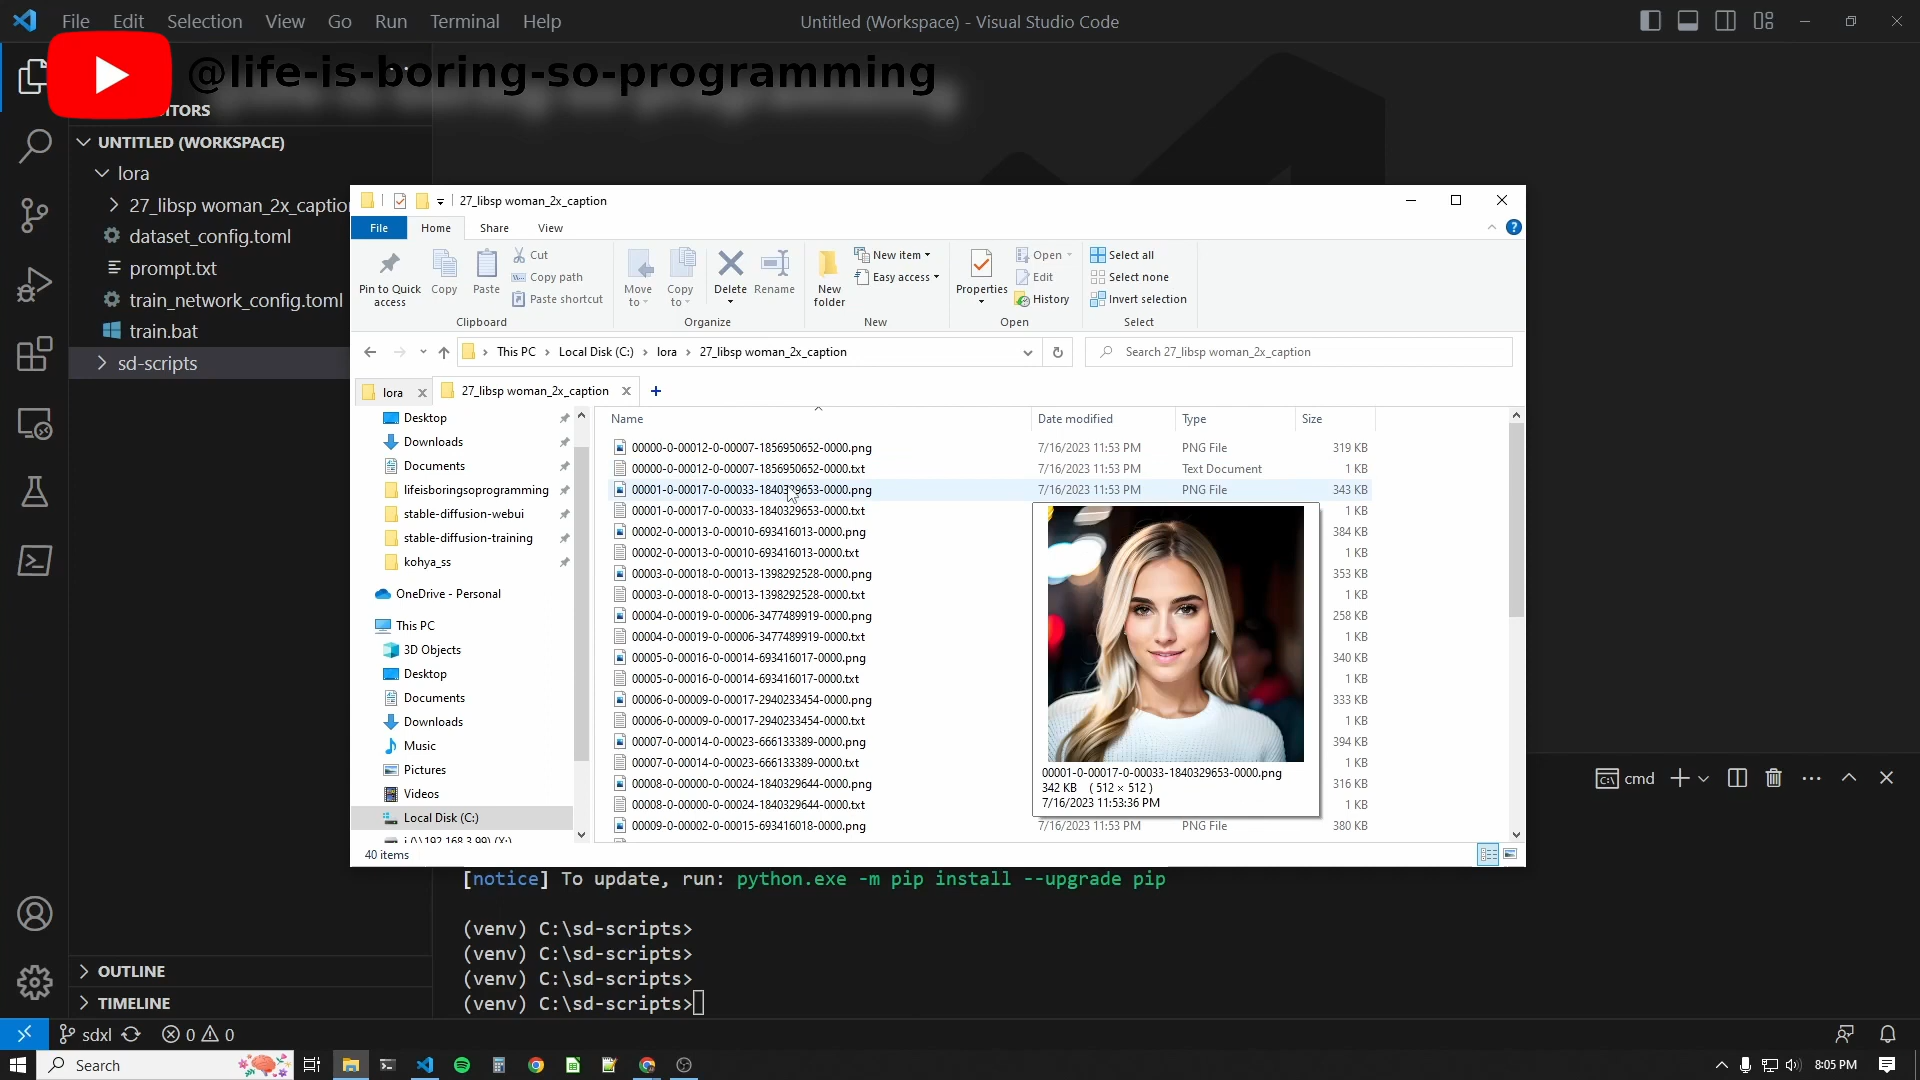 File Edit Selection View Go Run Terminal Help
Untitled (Workspace) - Visual Studio Code
@life-is-boring-so-programming
UNTITLED (WORKSPACE)
lora
27_libsp woman_2x_caption
dataset_config.toml
prompt.txt
train_network_config.toml
train.bat
sd-scripts
OUTLINE
TIMELINE
27_libsp woman_2x_caption
File Home Share View
Pin to Quick access
Copy
Paste
Cut
Copy path
Paste shortcut
Clipboard
Move to
Copy to
Delete
Rename
Organize
New folder
New item
Easy access
New
Properties
Open
Edit
History
Open
Select all
Select none
Invert selection
Select
This PC Local Disk (C:) lora 27_libsp woman_2x_caption
Search 27_libsp woman_2x_caption
lora
27_libsp woman_2x_caption
Desktop
Downloads
Documents
lifeisboringsoprogramming
stable-diffusion-webui
stable-diffusion-training
kohya_ss
OneDrive - Personal
This PC
3D Objects
Desktop
Documents
Downloads
Music
Pictures
Videos
Local Disk (C:)
Name Date modified Type Size
00000-0-00012-0-00007-1856950652-0000.png 7/16/2023 11:53 PM PNG File 319 KB
00000-0-00012-0-00007-1856950652-0000.txt 7/16/2023 11:53 PM Text Document 1 KB
00001-0-00017-0-00033-1840329653-0000.png 7/16/2023 11:53 PM PNG File 343 KB
00001-0-00017-0-00033-1840329653-0000.txt 1 KB
00002-0-00013-0-00010-693416013-0000.png 384 KB
00002-0-00013-0-00010-693416013-0000.txt 1 KB
00003-0-00018-0-00013-1398292528-0000.png 353 KB
00003-0-00018-0-00013-1398292528-0000.txt 1 KB
00004-0-00019-0-00006-3477489919-0000.png 258 KB
00004-0-00019-0-00006-3477489919-0000.txt 1 KB
00005-0-00016-0-00014-693416017-0000.png 340 KB
00005-0-00016-0-00014-693416017-0000.txt 1 KB
00006-0-00009-0-00017-2940233454-0000.png 333 KB
00006-0-00009-0-00017-2940233454-0000.txt 1 KB
00007-0-00014-0-00023-666133389-0000.png 394 KB
00007-0-00014-0-00023-666133389-0000.txt 1 KB
00008-0-00000-0-00024-1840329644-0000.png 316 KB
00008-0-00000-0-00024-1840329644-0000.txt 1 KB
00009-0-00002-0-00015-693416018-0000.png 7/16/2023 11:53 PM PNG File 380 KB
00001-0-00017-0-00033-1840329653-0000.png
342 KB ( 512 × 512 )
7/16/2023 11:53:36 PM
40 items
cmd
[notice] To update, run: python.exe -m pip install --upgrade pip
(venv) C:\sd-scripts>
(venv) C:\sd-scripts>
(venv) C:\sd-scripts>
(venv) C:\sd-scripts>
sdxl 0 0
Search
8:05 PM